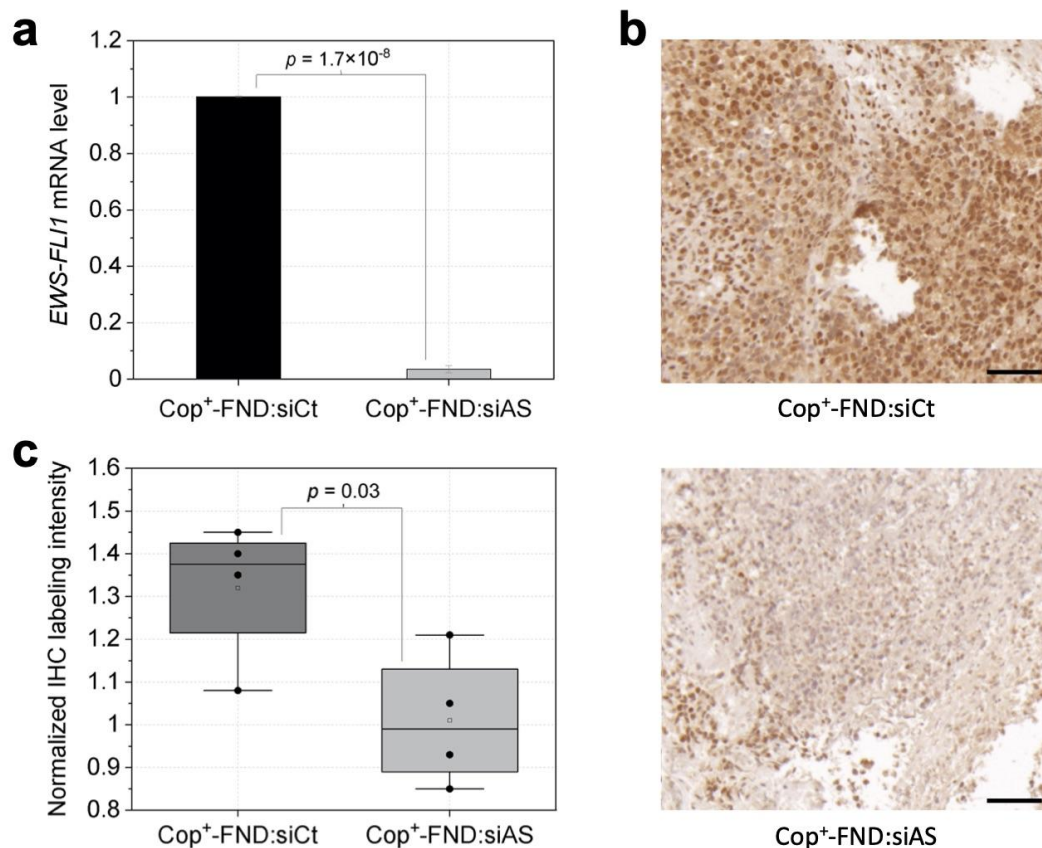 a
1.2
1
0.8
0.6
0.4
0.2
0
EWS-FLI1 mRNA level
p = 1.7×10⁻⁸
Cop⁺-FND:siCt
Cop⁺-FND:siAS
b
Cop⁺-FND:siCt
c
1.6
1.5
1.4
1.3
1.2
1.1
1
0.9
0.8
Normalized IHC labeling intensity
p = 0.03
Cop⁺-FND:siCt
Cop⁺-FND:siAS
Cop⁺-FND:siAS